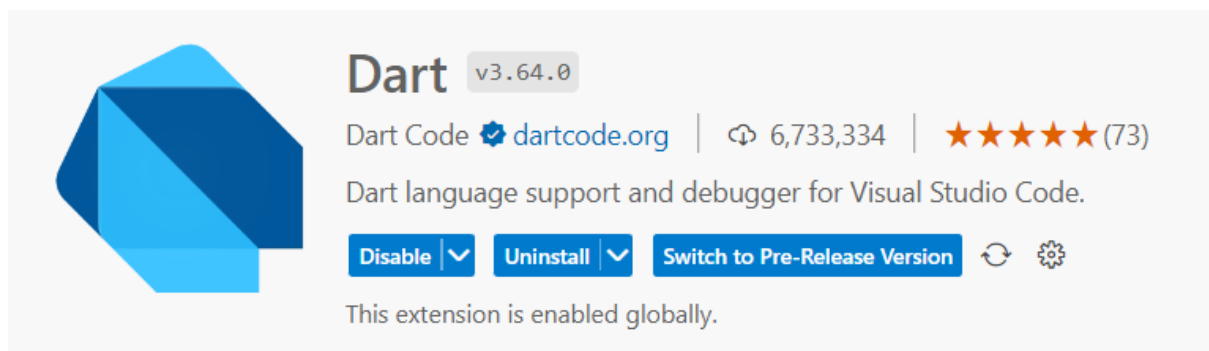 Dart v3.64.0
Dart Code dartcode.org 6,733,334 (73)
Dart language support and debugger for Visual Studio Code.
Disable Uninstall Switch to Pre-Release Version
This extension is enabled globally.